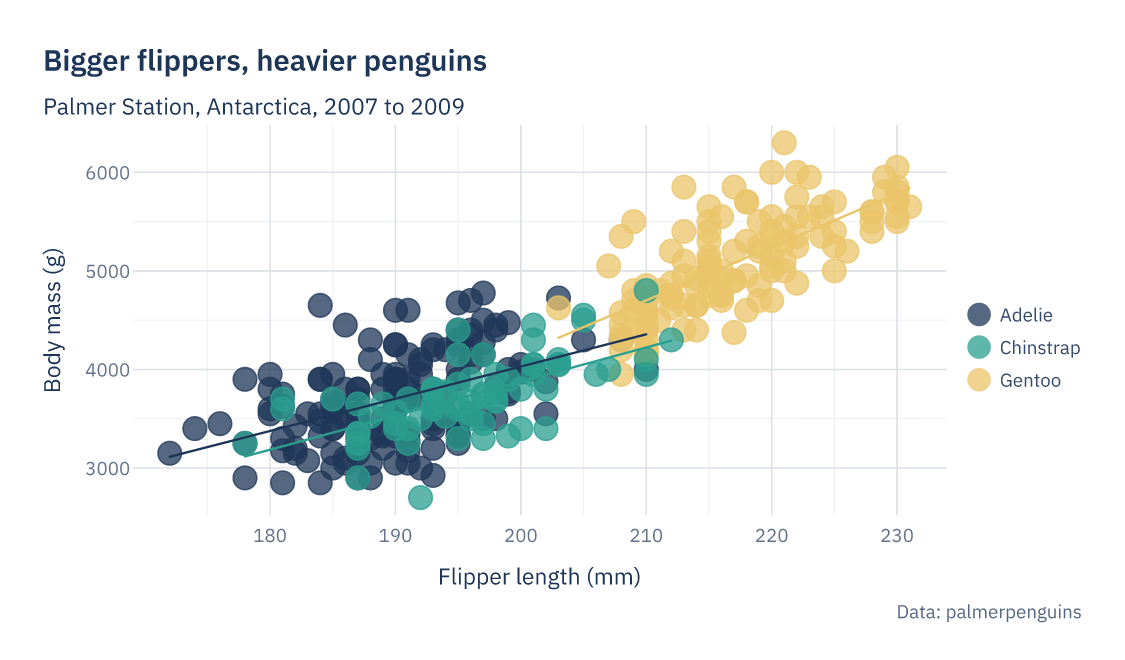 Bigger flippers, heavier penguins
Palmer Station, Antarctica, 2007 to 2009
6000
5000
4000
3000
Body mass (g)
180 190 200 210 220 230
Flipper length (mm)
Adelie
Chinstrap
Gentoo
Data: palmerpenguins